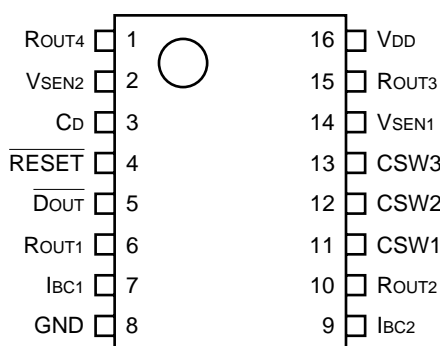 ROUT4 1 16 VDD
VSEN2 2 15 ROUT3
CD 3 14 VSEN1
RESET 4 13 CSW3
DOUT 5 12 CSW2
ROUT1 6 11 CSW1
IBC1 7 10 ROUT2
GND 8 9 IBC2